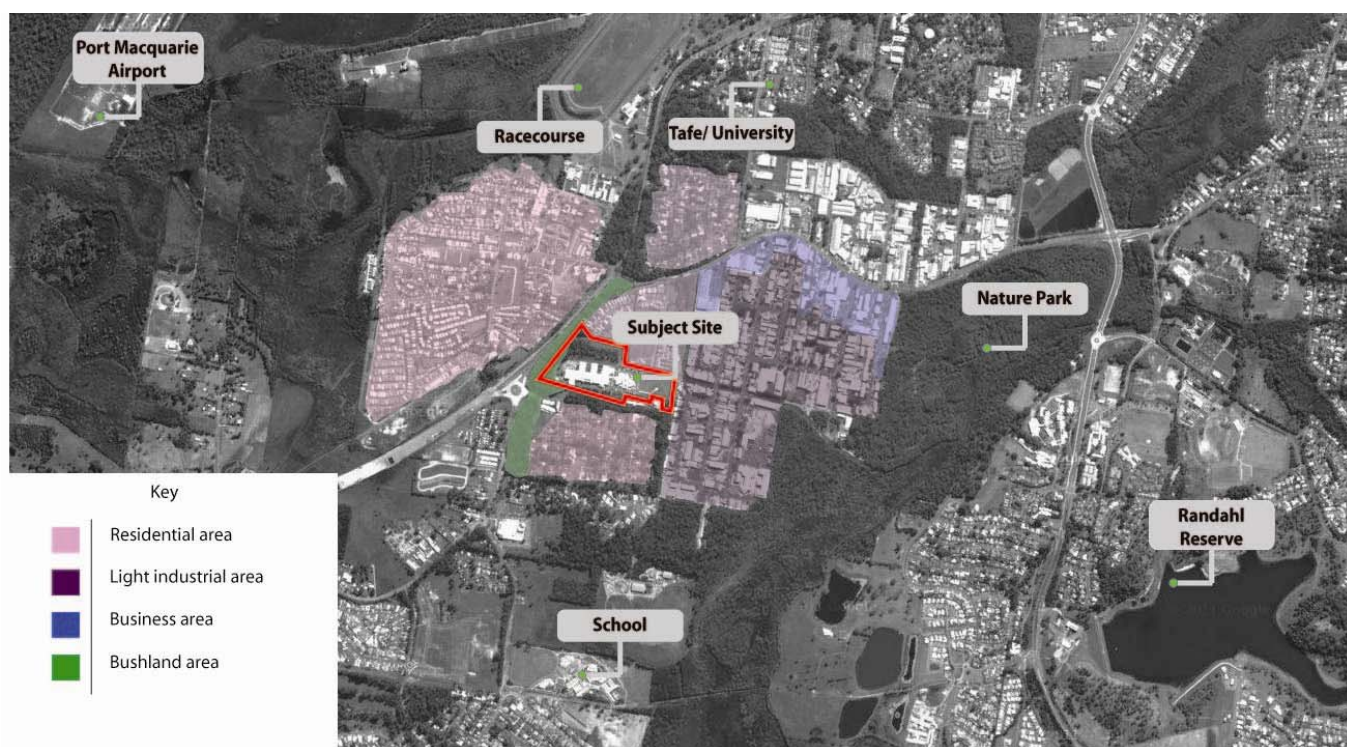 Port Macquarie
Airport
Racecourse
Tafe/ University
Subject Site
Nature Park
Randahl
Reserve
School
Key
Residential area
Light industrial area
Business area
Bushland area